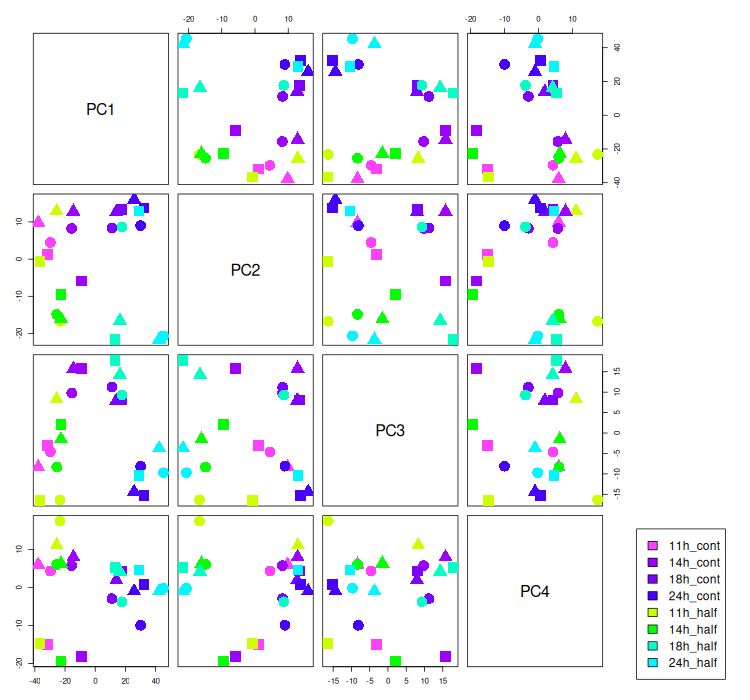 -20 -10 0 10
-10 0 10
PC1
-40 -20 0 20 40
-20 -10 0 10
PC2
PC3
-15 -10 -5 0 5 10 15
-20 -10 0 10
PC4
-40 -20 0 20 40
-15 -10 -5 0 5 10 15
11h_cont
14h_cont
18h_cont
24h_cont
11h_half
14h_half
18h_half
24h_half